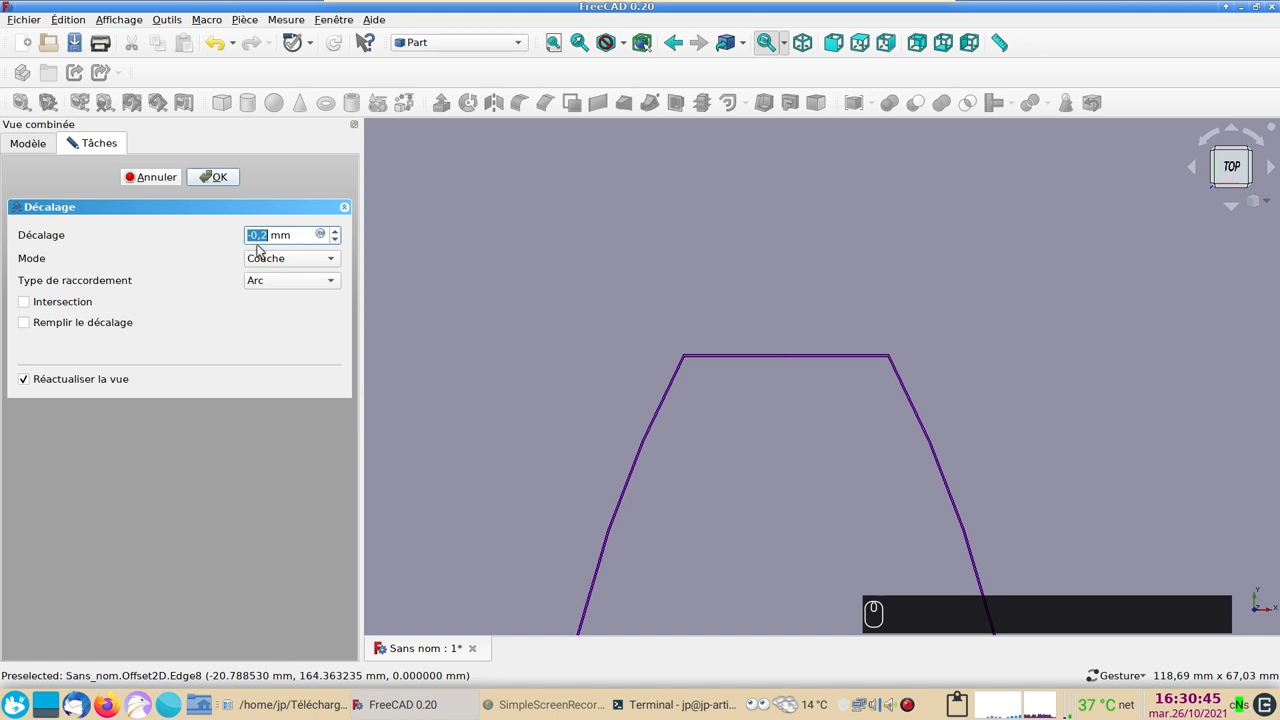 FreeCAD 0.20
Fichier Édition Affichage Outils Macro Pièce Mesure Fenêtre Aide
Part
Vue combinée
Modèle Tâches
Annuler OK
Décalage
Décalage -0,2 mm
Mode Couche
Type de raccordement Arc
Intersection
Remplir le décalage
Réactualiser la vue
TOP
Y
X
Sans nom : 1*
Preselected: Sans_nom.Offset2D.Edge8 (-20.788530 mm, 164.363235 mm, 0.000000 mm)
Gesture 118,69 mm x 67,03 mm
/home/jp/Télécharg... FreeCAD 0.20 SimpleScreenRecor... Terminal - jp@jp-arti... 14 °C 37 °C net 16:30:45 cNs
mar.26/10/2021